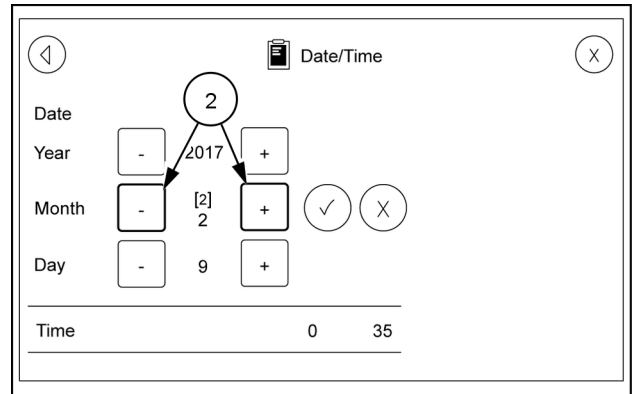 Date/Time
X
2
Date
Year - 2017 +
Month - [2] +
2
X
Day - 9 +
Time 0 35